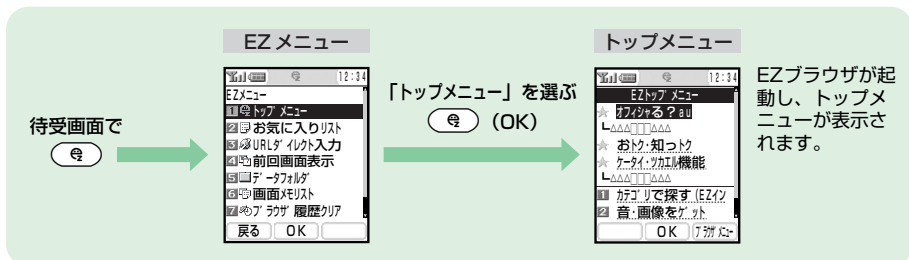 待受画面で
EZメニュー
12:34
EZメニュー
1 トップメニュー
2 お気に入りリスト
3 URLダイレクト入力
4 前回画面表示
5 データフォルダ
6 画面メモリスト
7 ブラウザ履歴クリア
戻る OK
「トップメニュー」を選ぶ
(OK)
トップメニュー
12:34
EZトップメニュー
★ オフィシャる?au
┗△△△□□△△△
★ おトク・知っトク
★ ケータイ・ツカエル機能
┗△△△□□△△△
1 カテゴリで探す(EZイン
2 音・画像をゲット
OK ブラウザメニュー
EZブラウザが起
動し、トップメ
ニューが表示さ
れます。